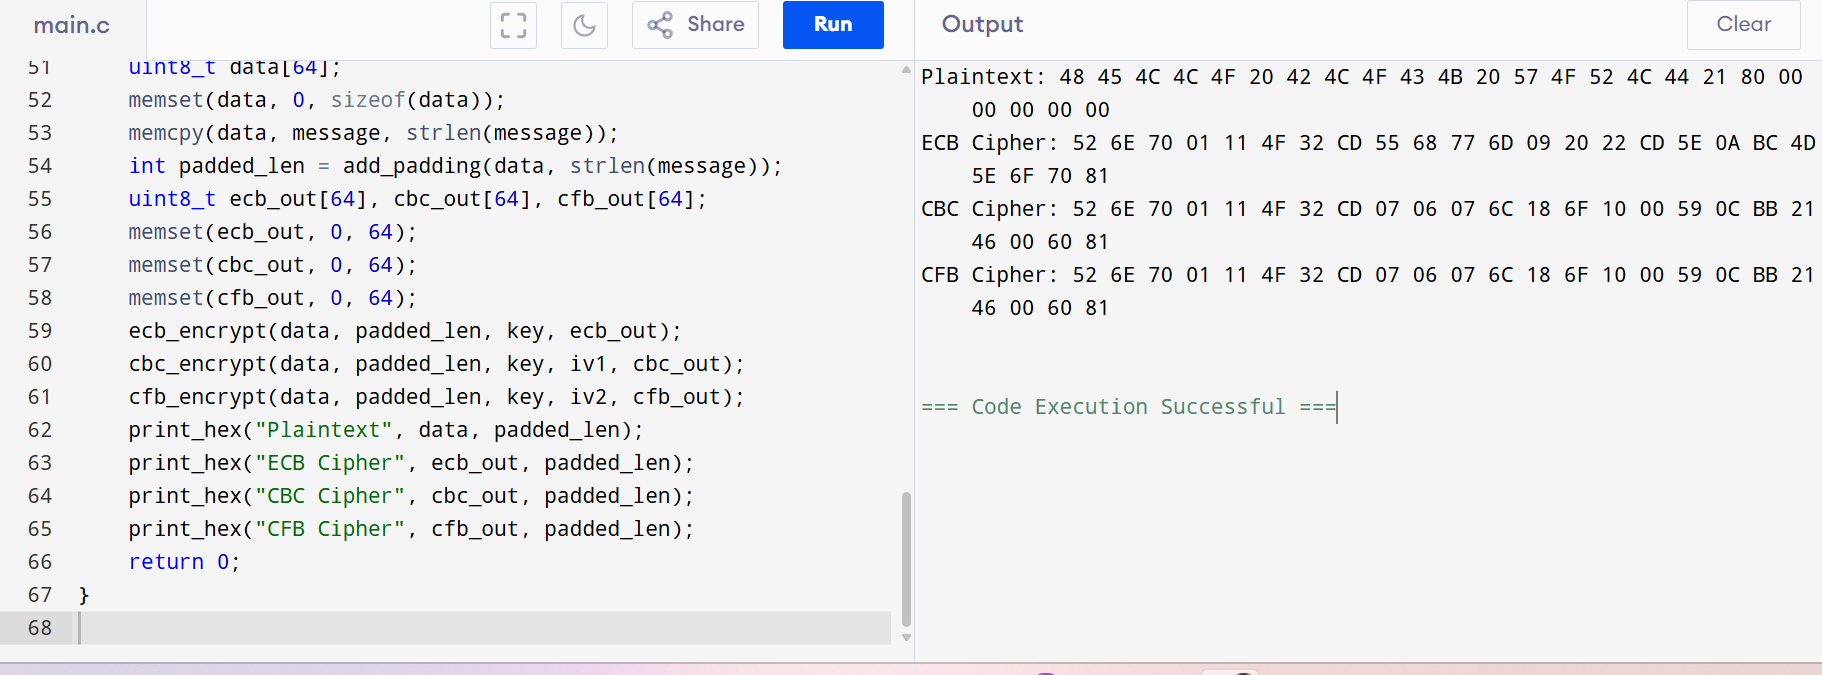 main.c
Share
Run
Output
Clear
51 uint8_t data[64];
52 memset(data, 0, sizeof(data));
53 memcpy(data, message, strlen(message));
54 int padded_len = add_padding(data, strlen(message));
55 uint8_t ecb_out[64], cbc_out[64], cfb_out[64];
56 memset(ecb_out, 0, 64);
57 memset(cbc_out, 0, 64);
58 memset(cfb_out, 0, 64);
59 ecb_encrypt(data, padded_len, key, ecb_out);
60 cbc_encrypt(data, padded_len, key, iv1, cbc_out);
61 cfb_encrypt(data, padded_len, key, iv2, cfb_out);
62 print_hex("Plaintext", data, padded_len);
63 print_hex("ECB Cipher", ecb_out, padded_len);
64 print_hex("CBC Cipher", cbc_out, padded_len);
65 print_hex("CFB Cipher", cfb_out, padded_len);
66 return 0;
67 }
68
Plaintext: 48 45 4C 4C 4F 20 42 4C 4F 43 4B 20 57 4F 52 4C 44 21 80 00
00 00 00 00
ECB Cipher: 52 6E 70 01 11 4F 32 CD 55 68 77 6D 09 20 22 CD 5E 0A BC 4D
5E 6F 70 81
CBC Cipher: 52 6E 70 01 11 4F 32 CD 07 06 07 6C 18 6F 10 00 59 0C BB 21
46 00 60 81
CFB Cipher: 52 6E 70 01 11 4F 32 CD 07 06 07 6C 18 6F 10 00 59 0C BB 21
46 00 60 81
=== Code Execution Successful ===